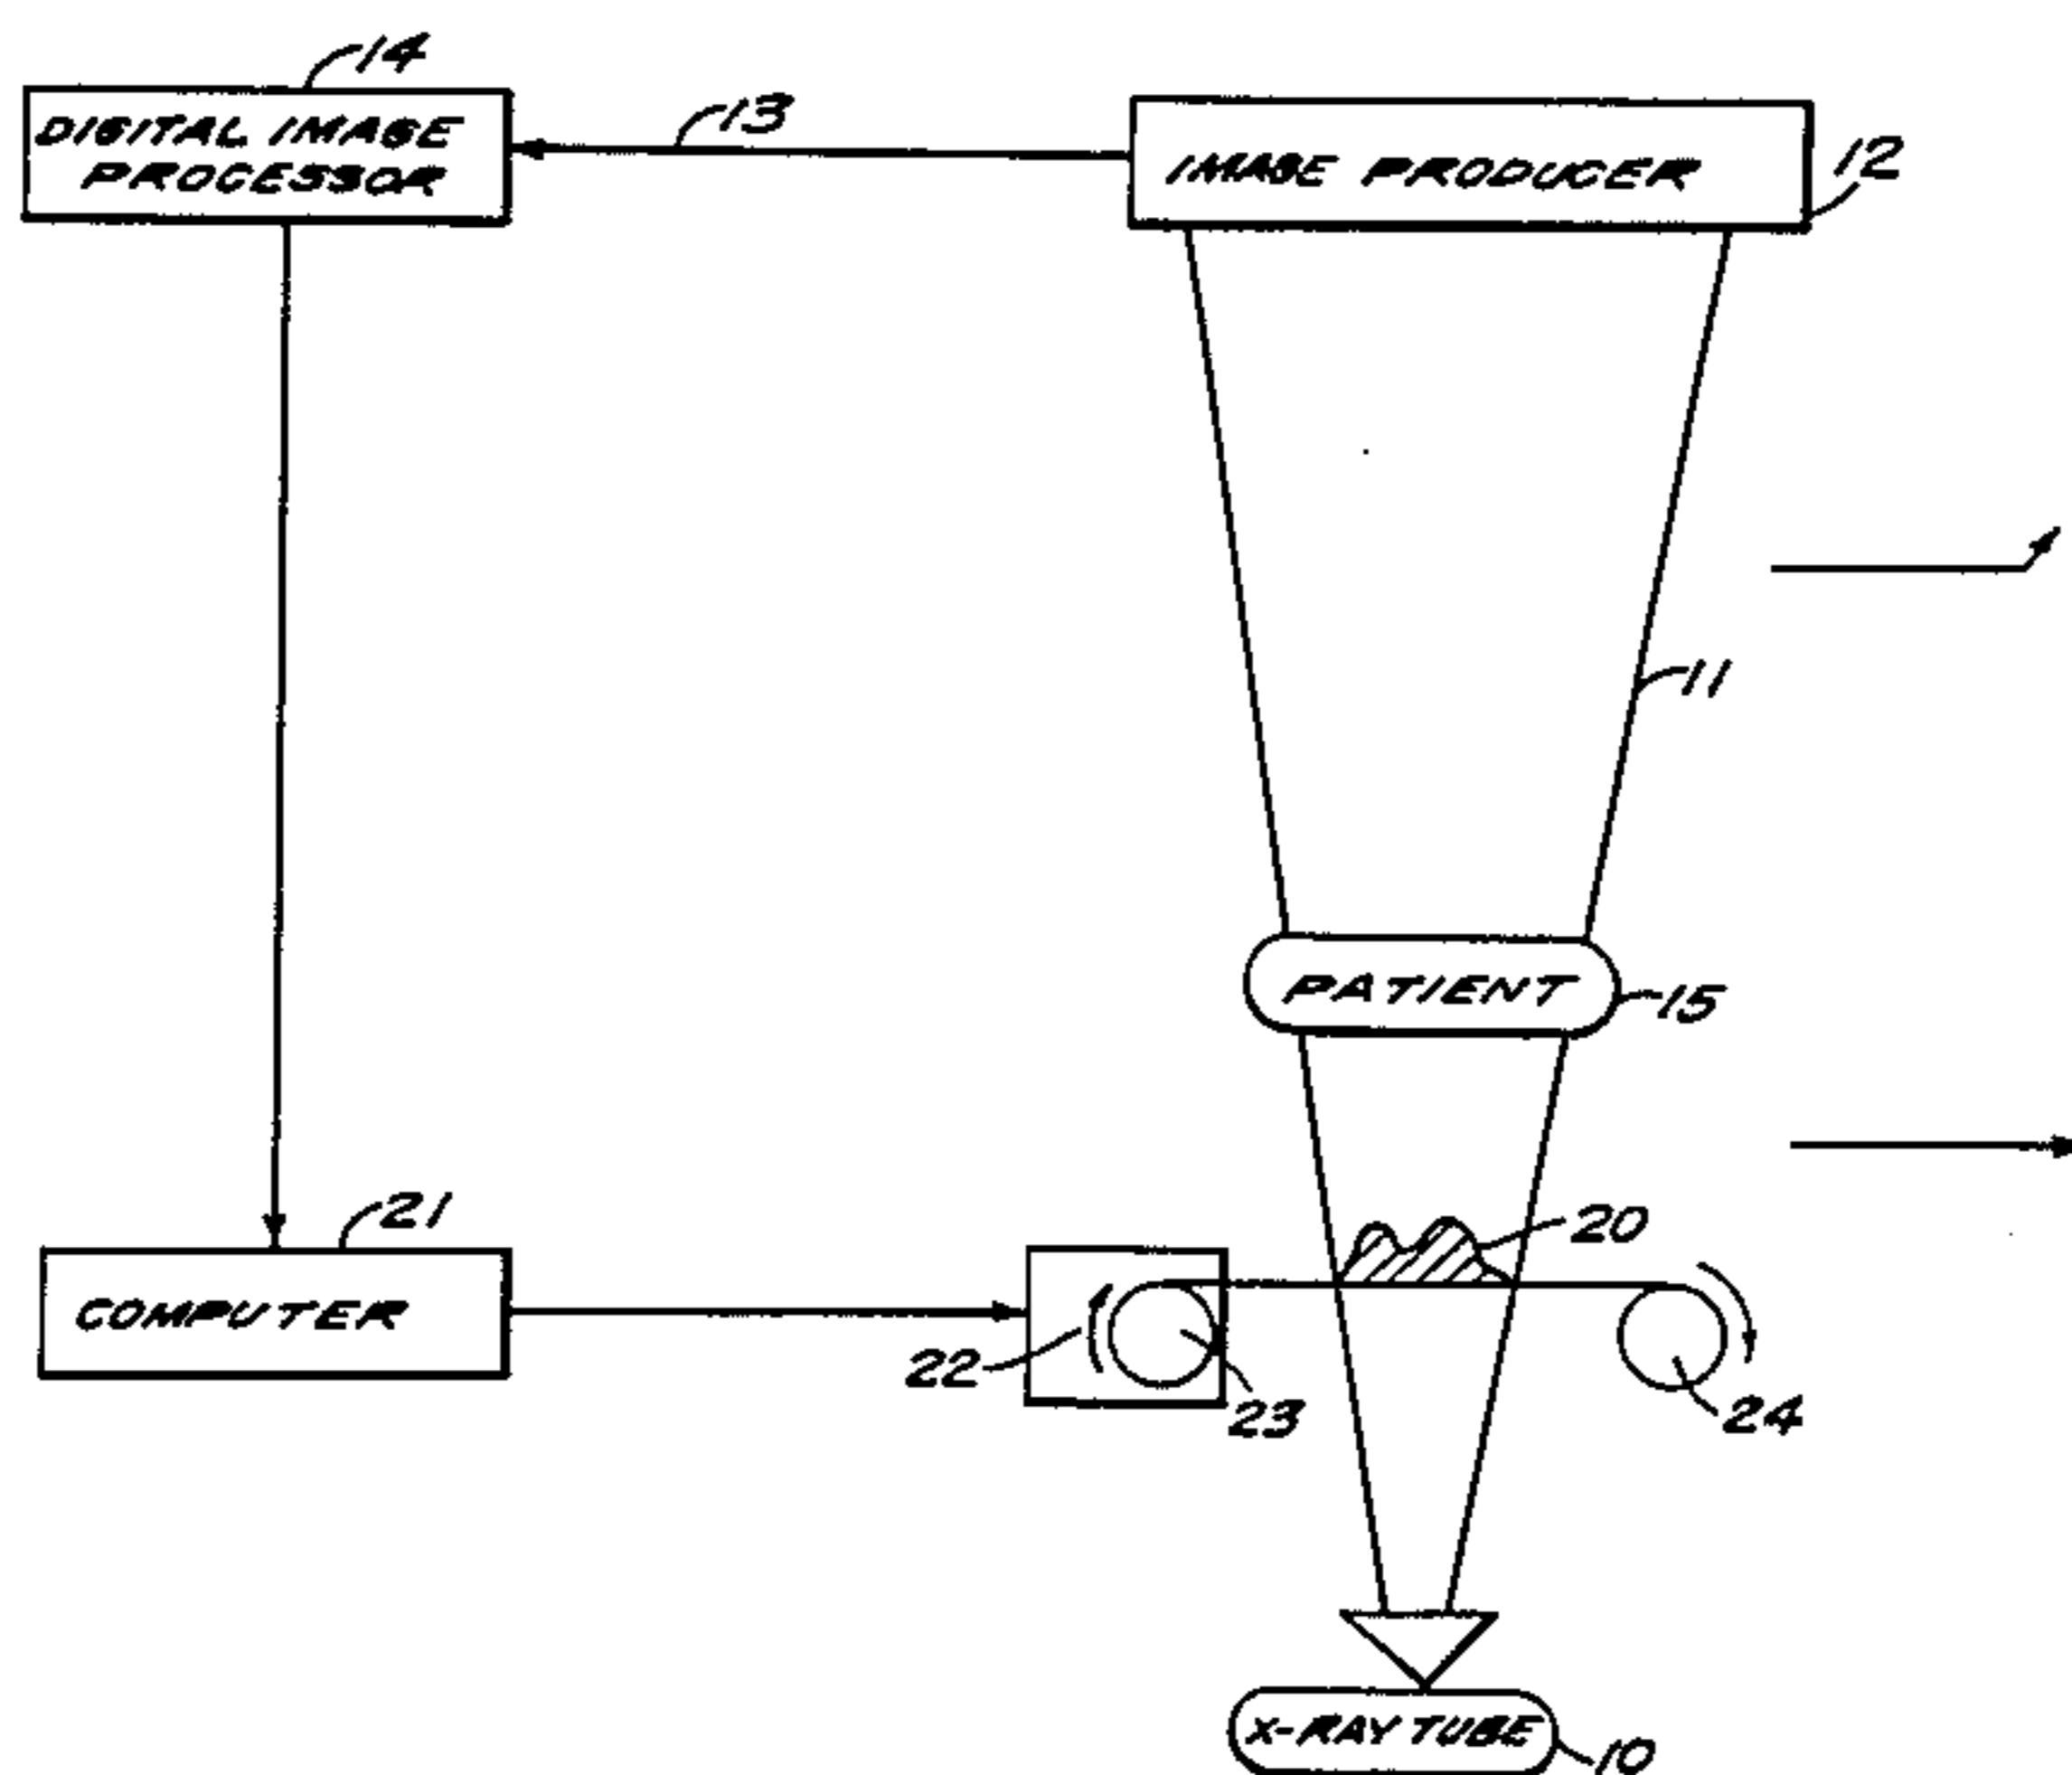 14
DIGITAL IMAGE
PROCESSOR
13
IMAGE PRODUCER
12
11
PATIENT
15
21
COMPUTER
20
22
23
24
X-RAY TUBE
10